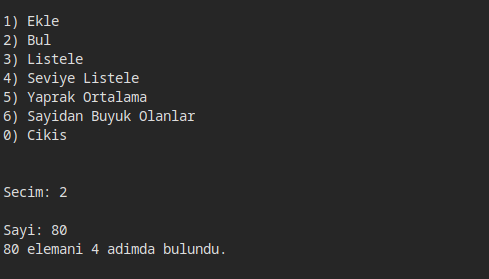 1) Ekle
2) Bul
3) Listele
4) Seviye Listele
5) Yaprak Ortalama
6) Sayidan Buyuk Olanlar
0) Cikis
Secim: 2
Sayi: 80
80 elemani 4 adimda bulundu.